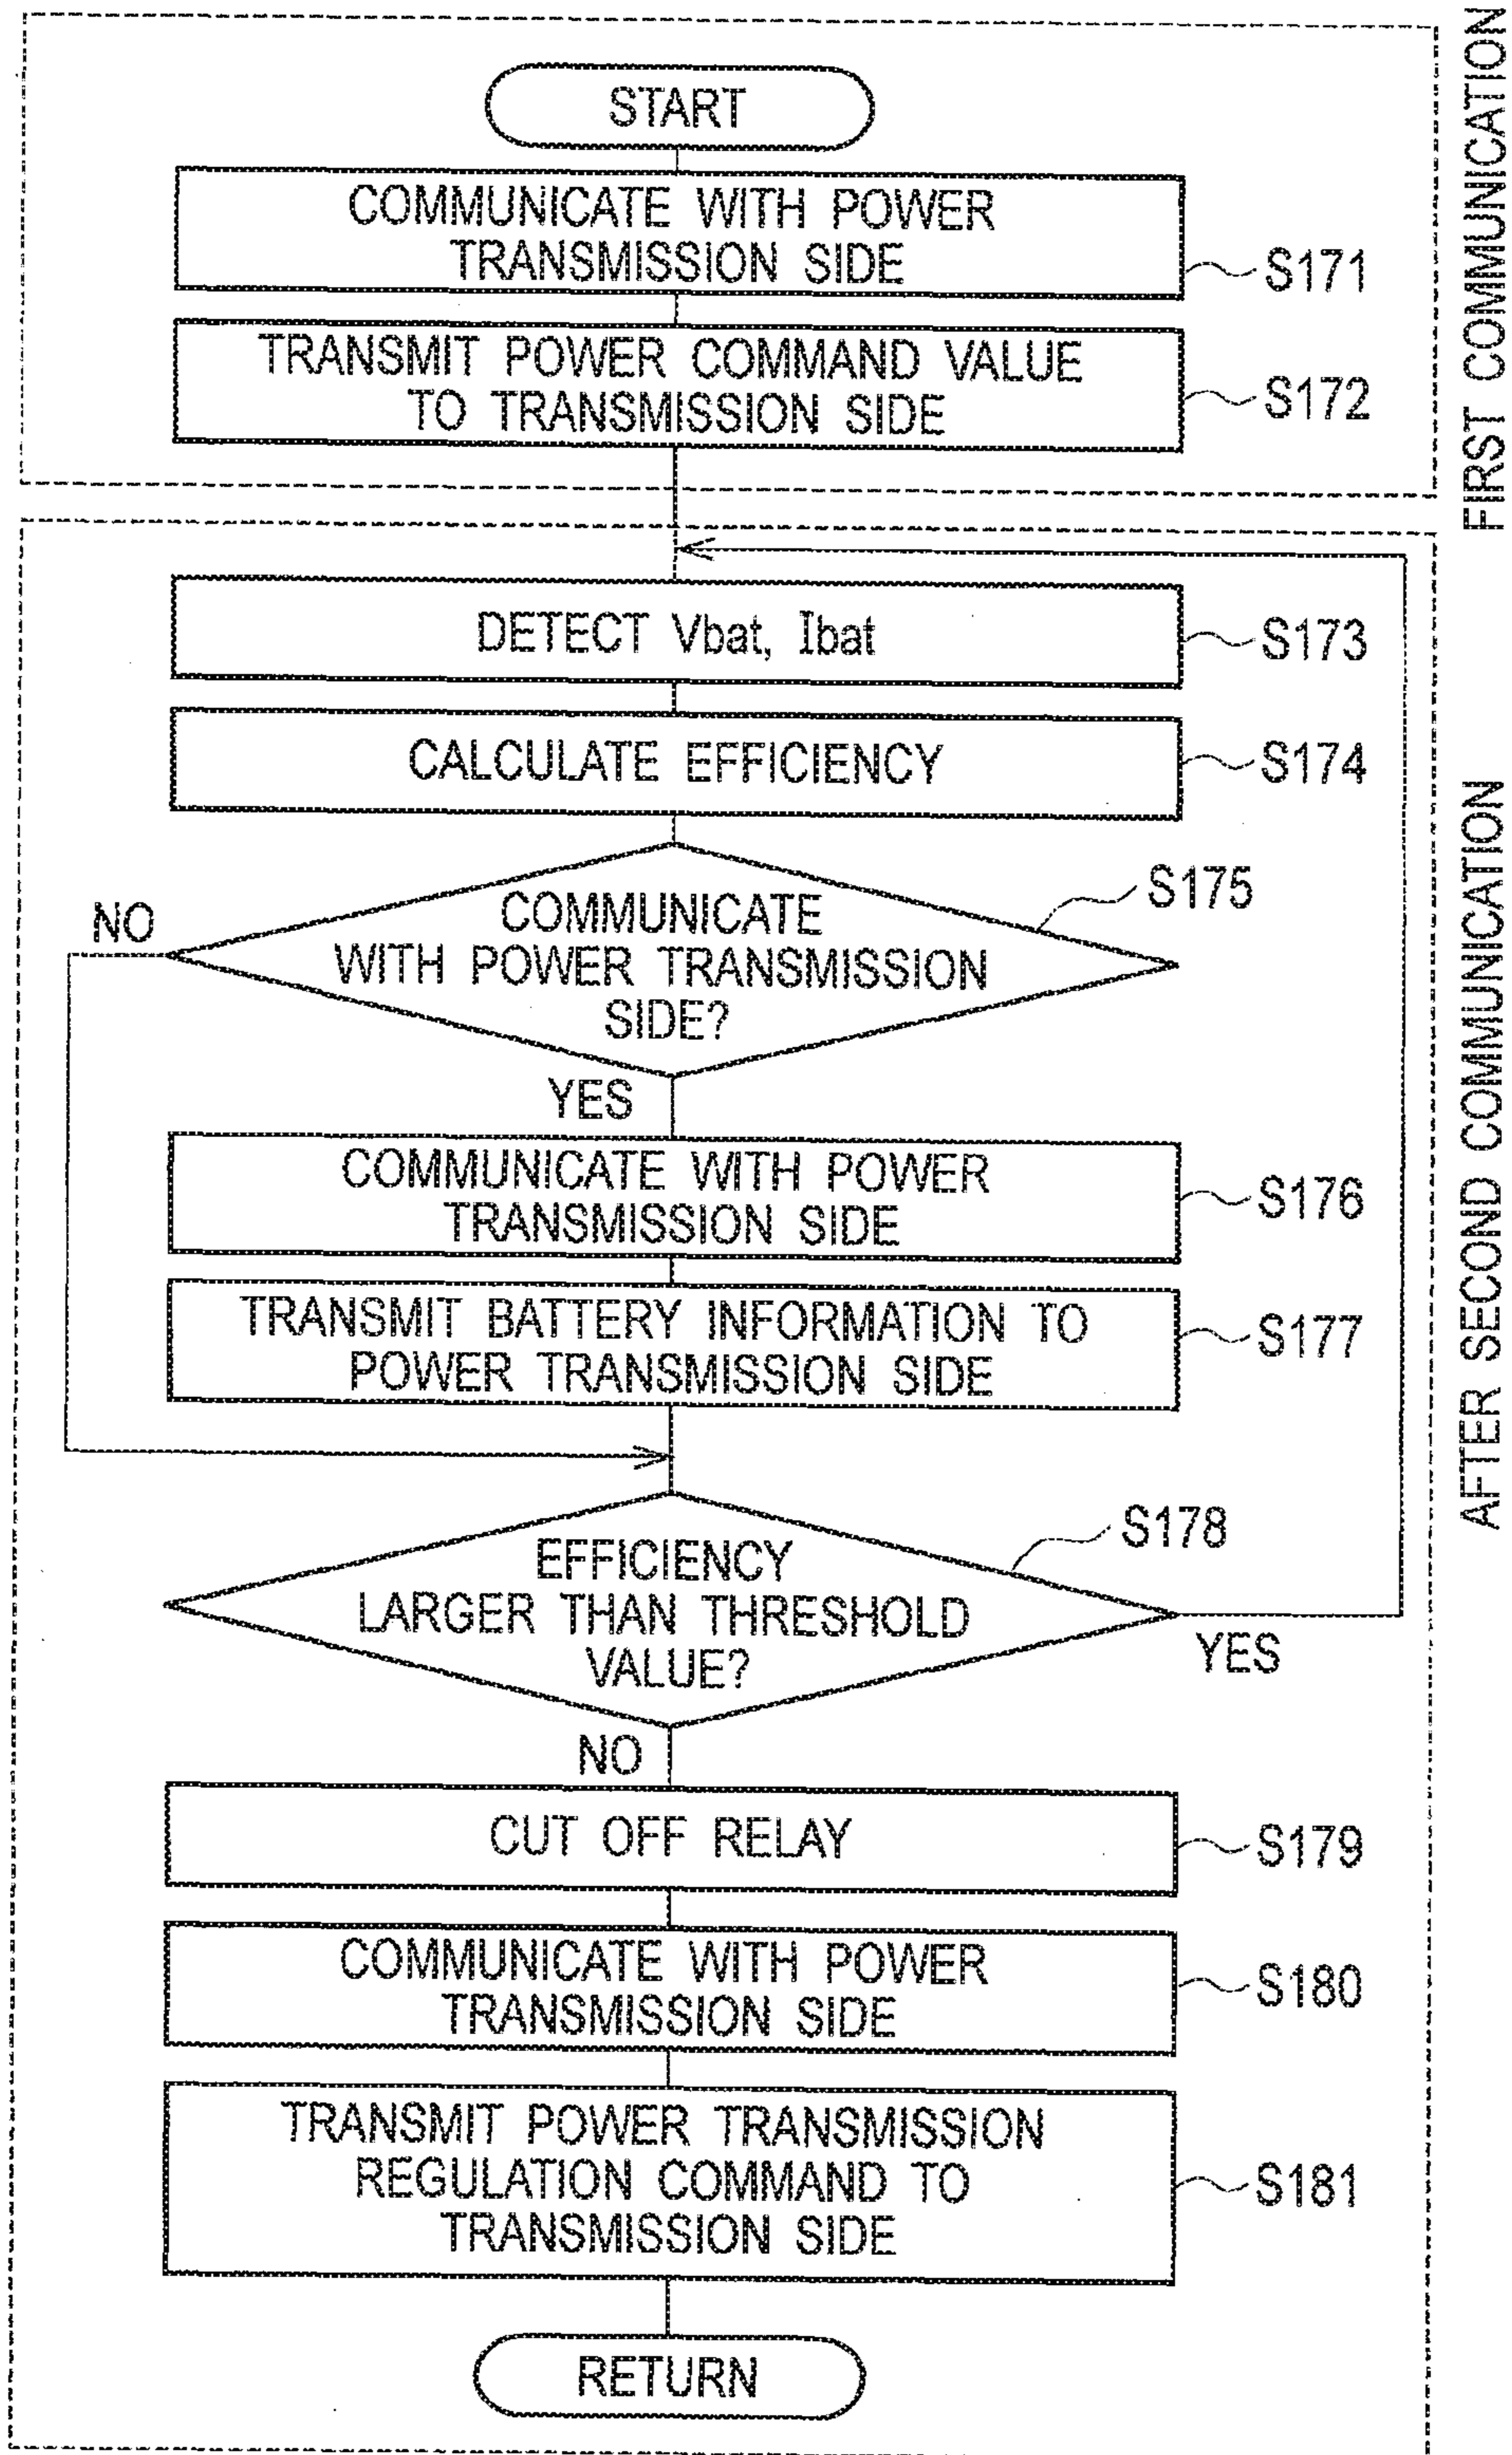 START
COMMUNICATE WITH POWER
TRANSMISSION SIDE
S171
TRANSMIT POWER COMMAND VALUE
TO TRANSMISSION SIDE
S172
FIRST COMMUNICATION
DETECT Vbat, Ibat
S173
CALCULATE EFFICIENCY
S174
S175
COMMUNICATE
WITH POWER TRANSMISSION
SIDE?
NO
YES
COMMUNICATE WITH POWER
TRANSMISSION SIDE
S176
TRANSMIT BATTERY INFORMATION TO
POWER TRANSMISSION SIDE
S177
S178
EFFICIENCY
LARGER THAN THRESHOLD
VALUE?
YES
NO
CUT OFF RELAY
S179
COMMUNICATE WITH POWER
TRANSMISSION SIDE
S180
TRANSMIT POWER TRANSMISSION
REGULATION COMMAND TO
TRANSMISSION SIDE
S181
RETURN
AFTER SECOND COMMUNICATION